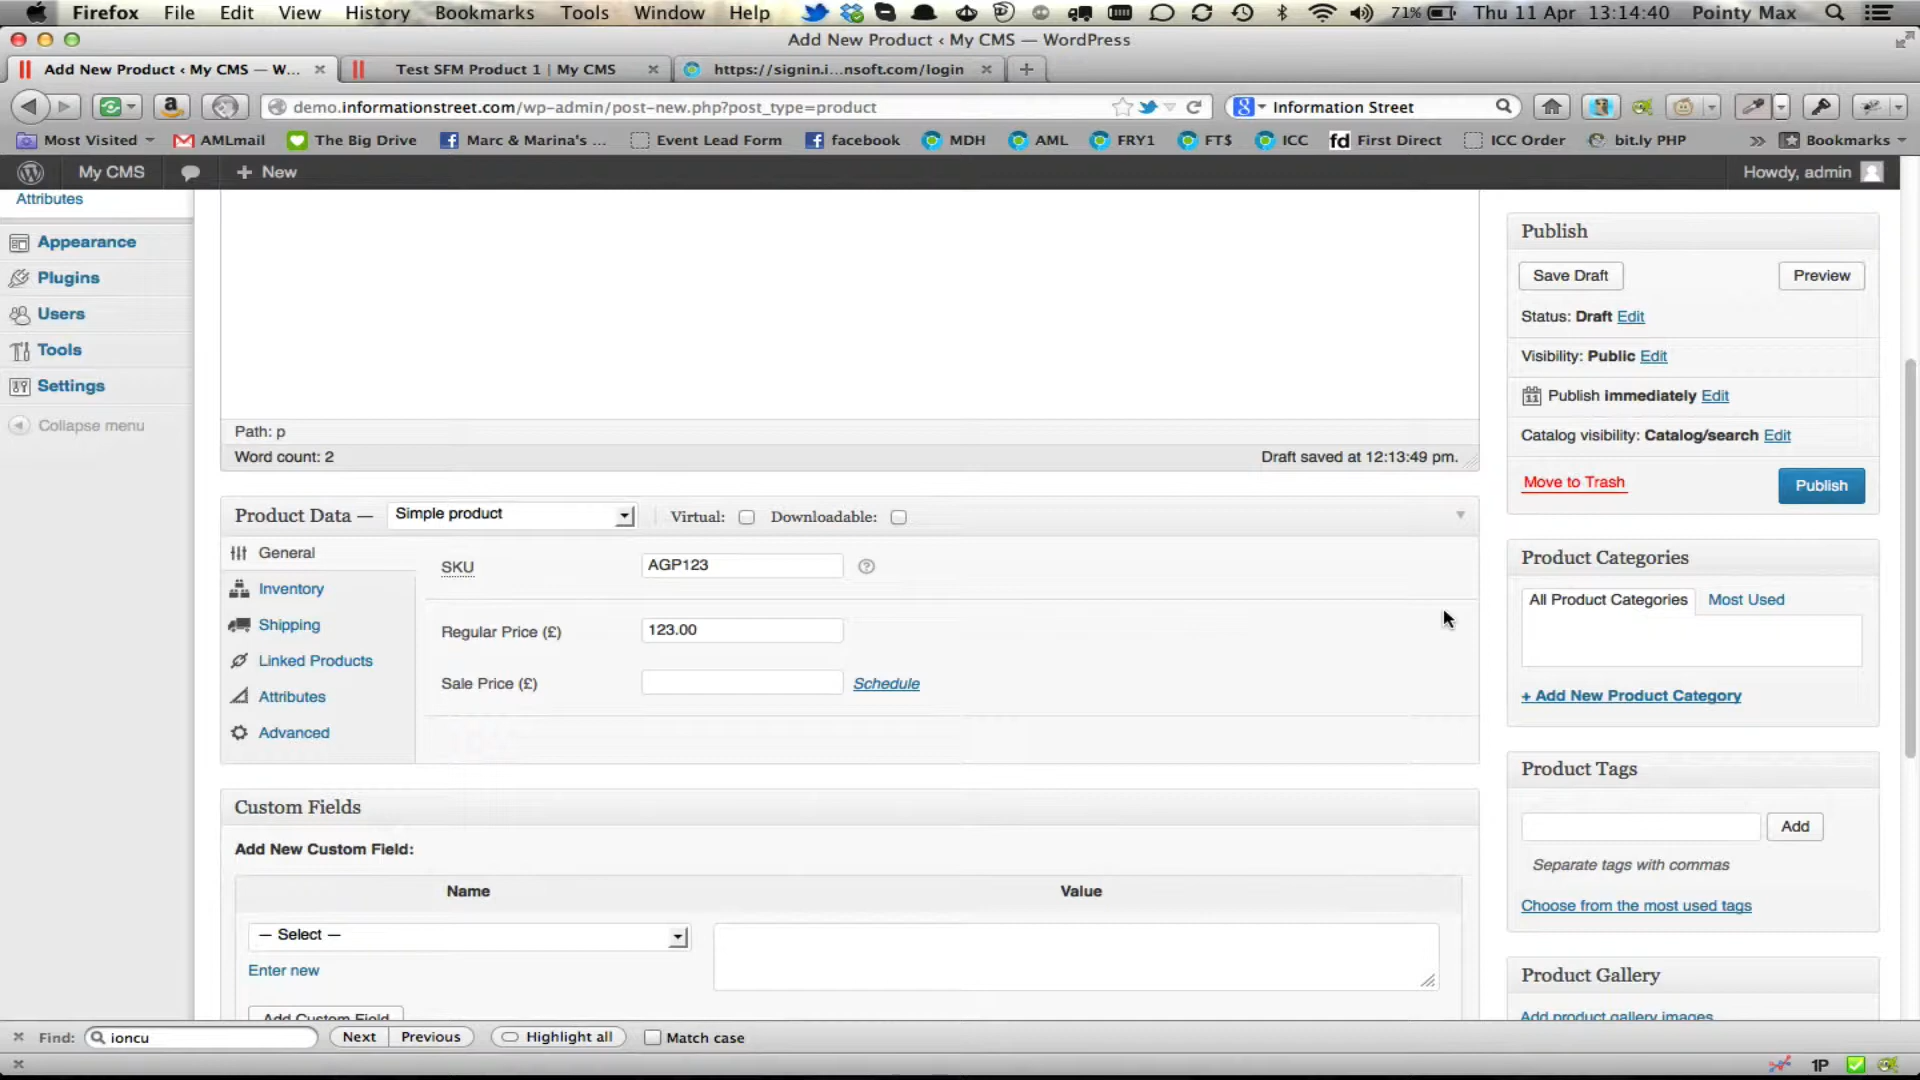 Firefox File Edit View History Bookmarks Tools Window Help 71% Thu 11 Apr 13:14:40 Pointy Max
Add New Product ‹ My CMS — WordPress
Add New Product ‹ My CMS — W... Test SFM Product 1 | My CMS https://signin.i...nsoft.com/login
demo.informationstreet.com/wp-admin/post-new.php?post_type=product Information Street
Most Visited AMLmail The Big Drive Marc & Marina's ... Event Lead Form facebook MDH AML FRY1 FT$ ICC fd First Direct ICC Order bit.ly PHP » Bookmarks
My CMS + New Howdy, admin
Attributes
Appearance
Plugins
Users
Tools
Settings
Collapse menu
Path: p
Word count: 2 Draft saved at 12:13:49 pm.
Product Data — Simple product Virtual: Downloadable:
General
Inventory
Shipping
Linked Products
Attributes
Advanced
SKU AGP123
Regular Price (£) 123.00
Sale Price (£) Schedule
Custom Fields
Add New Custom Field:
Name Value
— Select —
Enter new
Add Custom Field
Publish
Save Draft Preview
Status: Draft Edit
Visibility: Public Edit
Publish immediately Edit
Catalog visibility: Catalog/search Edit
Move to Trash Publish
Product Categories
All Product Categories Most Used
+ Add New Product Category
Product Tags
Add
Separate tags with commas
Choose from the most used tags
Product Gallery
Add product gallery images
Find: ioncu Next Previous Highlight all Match case
1P